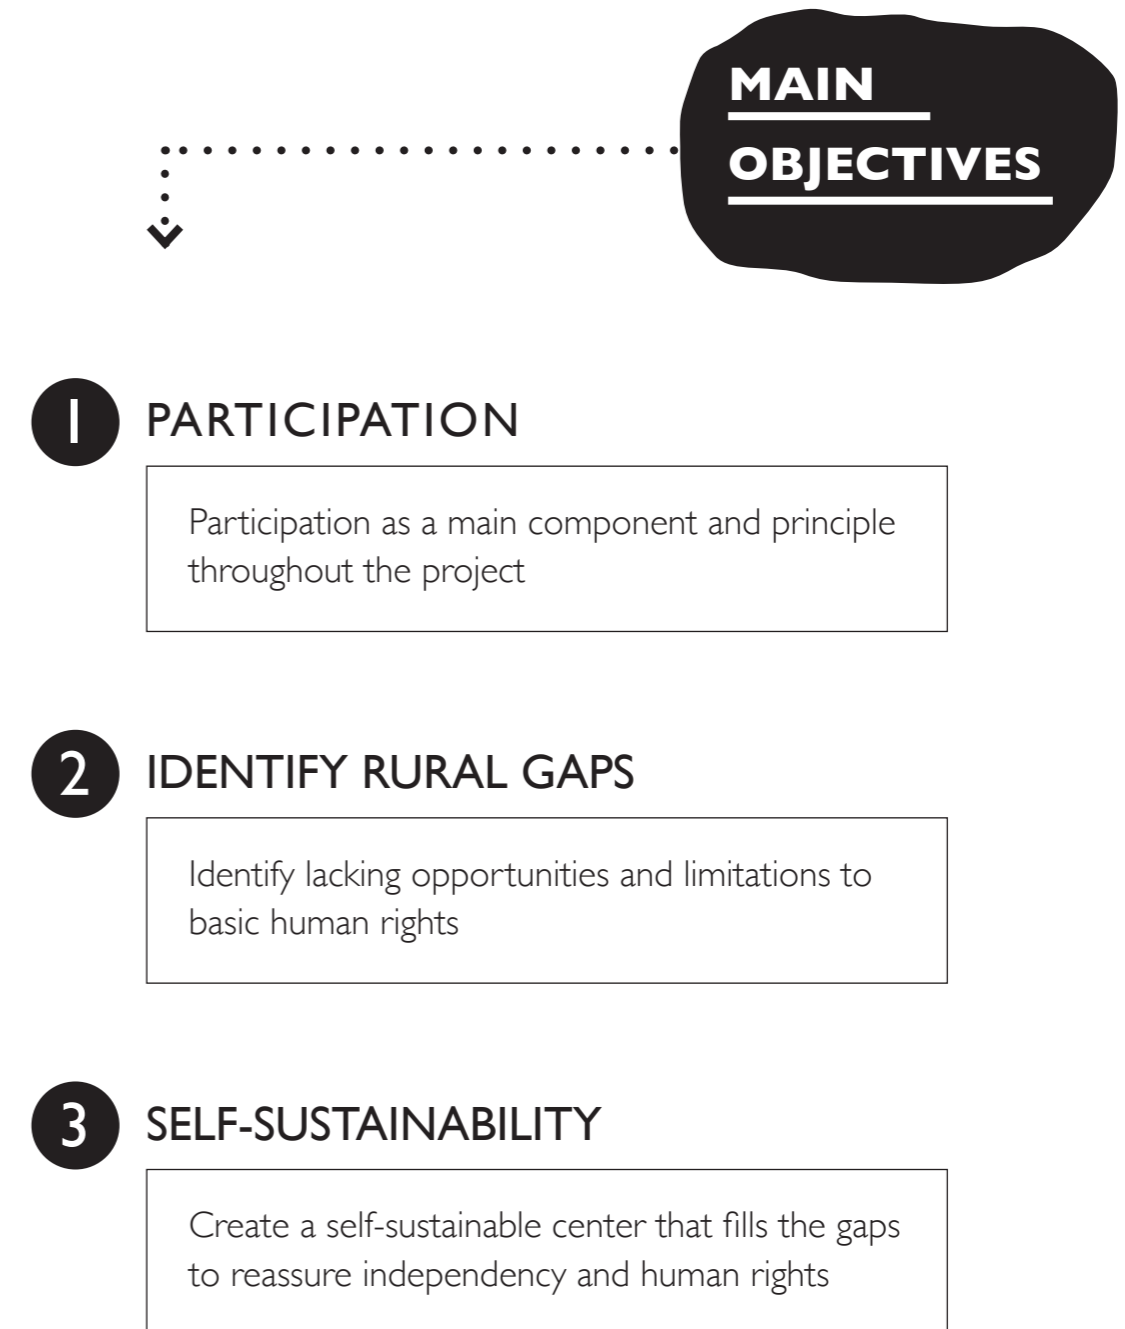 MAIN
OBJECTIVES
1 PARTICIPATION
Participation as a main component and principle
throughout the project
2 IDENTIFY RURAL GAPS
Identify lacking opportunities and limitations to
basic human rights
3 SELF-SUSTAINABILITY
Create a self-sustainable center that fills the gaps
to reassure independency and human rights